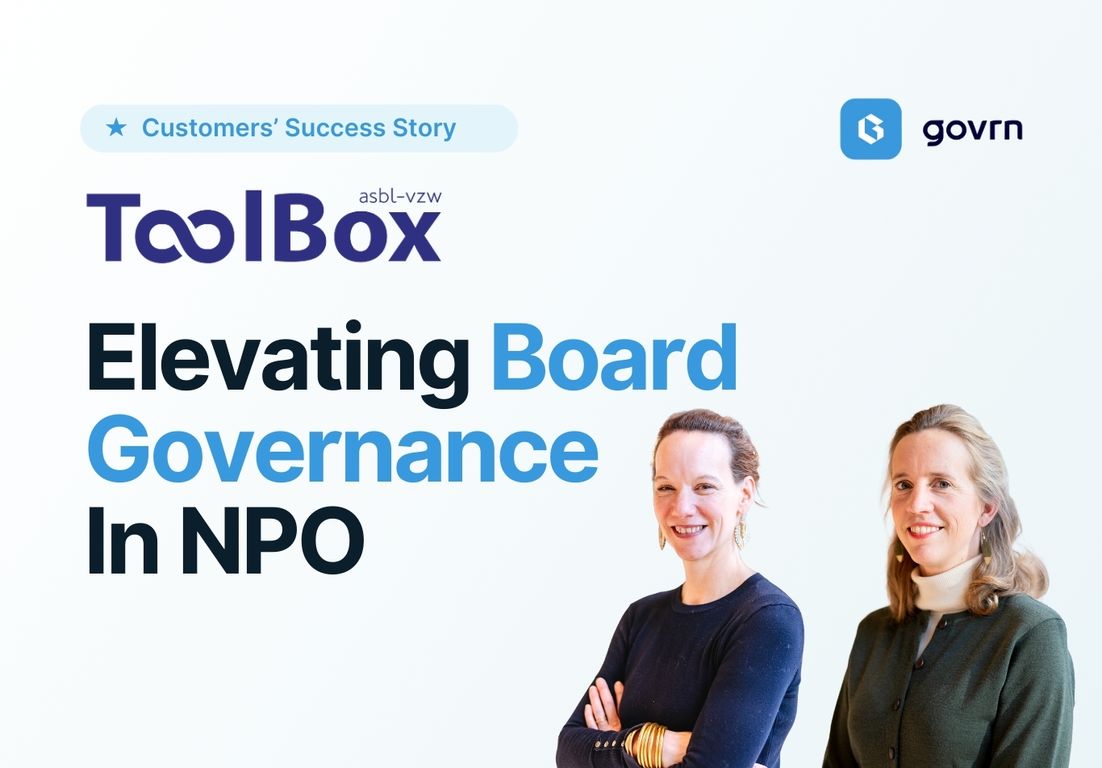 ★ Customers’ Success Story
govrn
asbl-vzw
ToolBox
Elevating Board
Governance
In NPO